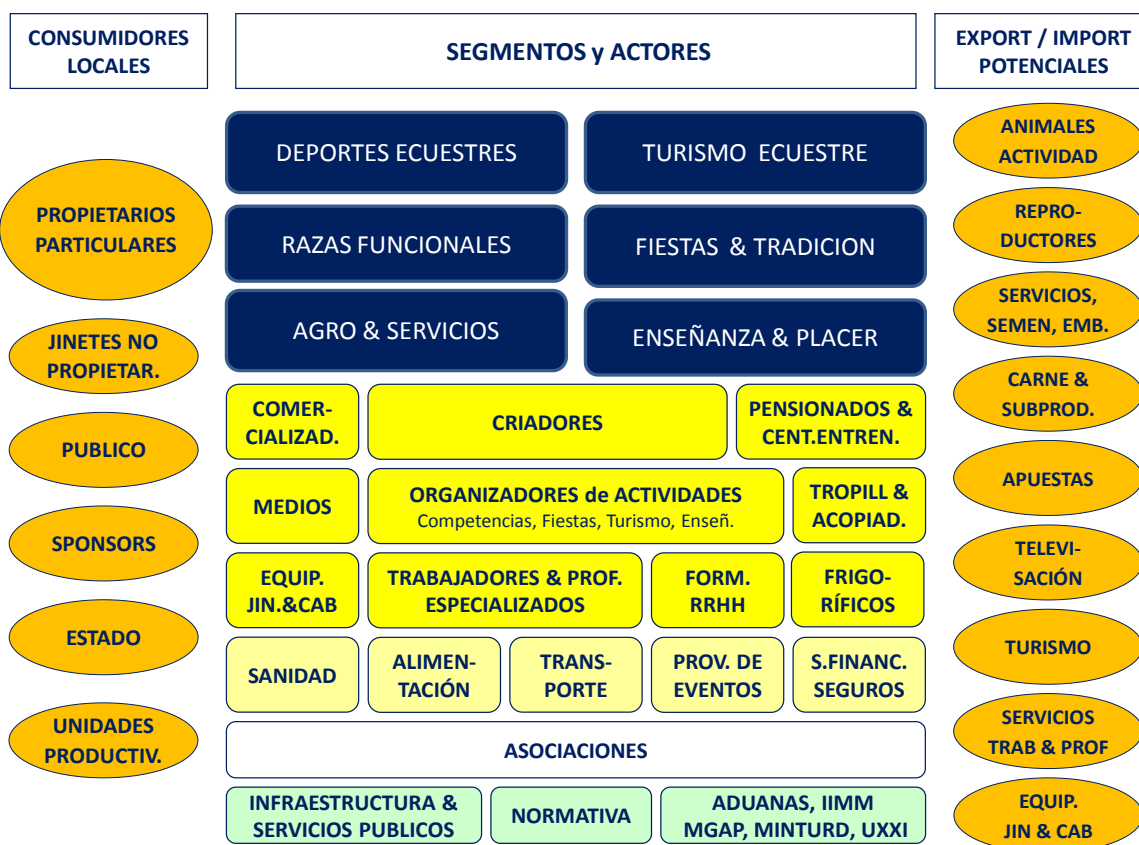 CONSUMIDORES
LOCALES
SEGMENTOS y ACTORES
EXPORT / IMPORT
POTENCIALES
PROPIETARIOS
PARTICULARES
JINETES NO
PROPIETAR.
PUBLICO
SPONSORS
ESTADO
UNIDADES
PRODUCTIV.
DEPORTES ECUESTRES
TURISMO ECUESTRE
RAZAS FUNCIONALES
FIESTAS & TRADICION
AGRO & SERVICIOS
ENSEÑANZA & PLACER
COMER-
CIALIZAD.
CRIADORES
PENSIONADOS &
CENT.ENTREN.
MEDIOS
ORGANIZADORES de ACTIVIDADES
Competencias, Fiestas, Turismo, Enseñ.
TROPILL &
ACOPIAD.
EQUIP.
JIN.&CAB
TRABAJADORES & PROF.
ESPECIALIZADOS
FORM.
RRHH
FRIGO-
RÍFICOS
SANIDAD
ALIMEN-
TACIÓN
TRANS-
PORTE
PROV. DE
EVENTOS
S.FINANC.
SEGUROS
ASOCIACIONES
INFRAESTRUCTURA &
SERVICIOS PUBLICOS
NORMATIVA
ADUANAS, IIMM
MGAP, MINTURD, UXXI
ANIMALES
ACTIVIDAD
REPRO-
DUCTORES
SERVICIOS,
SEMEN, EMB.
CARNE &
SUBPROD.
APUESTAS
TELEVI-
SACIÓN
TURISMO
SERVICIOS
TRAB & PROF
EQUIP.
JIN & CAB